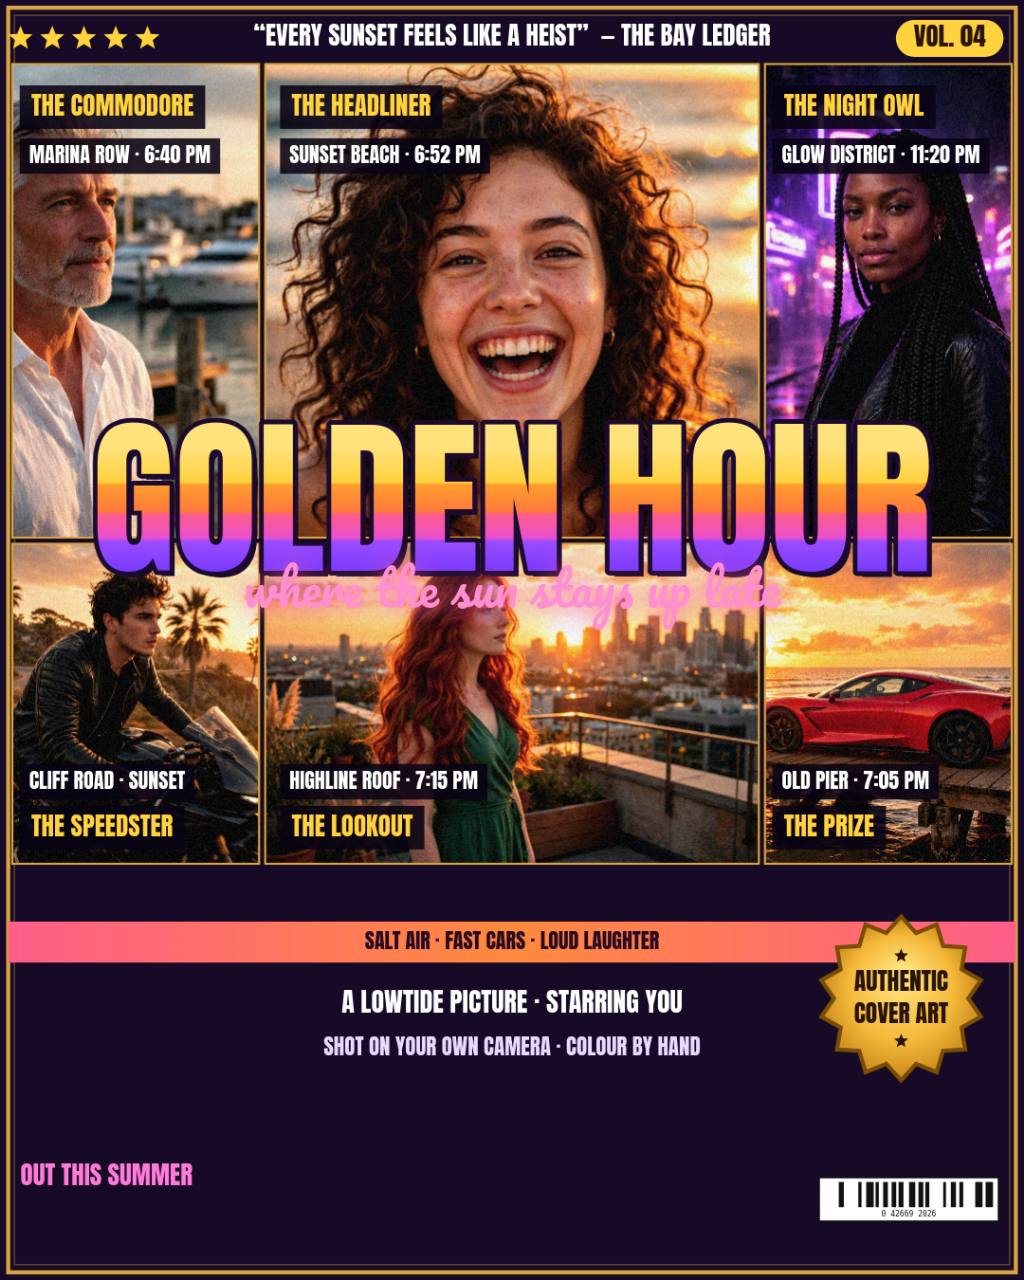 “EVERY SUNSET FEELS LIKE A HEIST” – THE BAY LEDGER
VOL. 04
THE COMMODORE
MARINA ROW · 6:40 PM
THE HEADLINER
SUNSET BEACH · 6:52 PM
THE NIGHT OWL
GLOW DISTRICT · 11:20 PM
GOLDEN HOUR
where the sun stays up late
CLIFF ROAD · SUNSET
THE SPEEDSTER
HIGHLINE ROOF · 7:15 PM
THE LOOKOUT
OLD PIER · 7:05 PM
THE PRIZE
SALT AIR · FAST CARS · LOUD LAUGHTER
AUTHENTIC
COVER ART
A LOWTIDE PICTURE · STARRING YOU
SHOT ON YOUR OWN CAMERA · COLOUR BY HAND
OUT THIS SUMMER
0 42669 2026